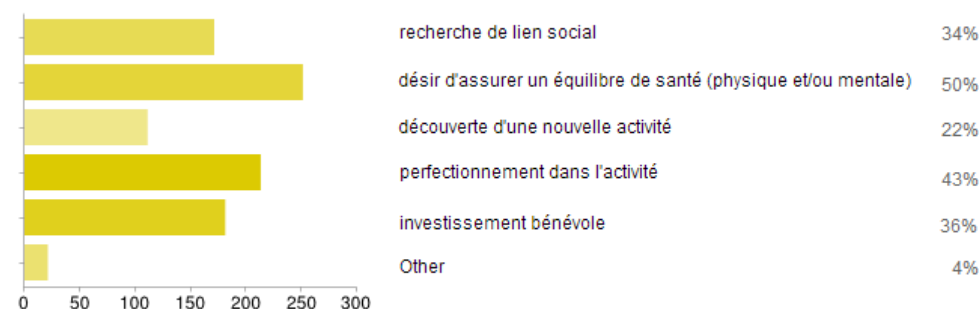 recherche de lien social 34%
désir d'assurer un équilibre de santé (physique et/ou mentale) 50%
découverte d'une nouvelle activité 22%
perfectionnement dans l'activité 43%
investissement bénévole 36%
Other 4%
0 50 100 150 200 250 300